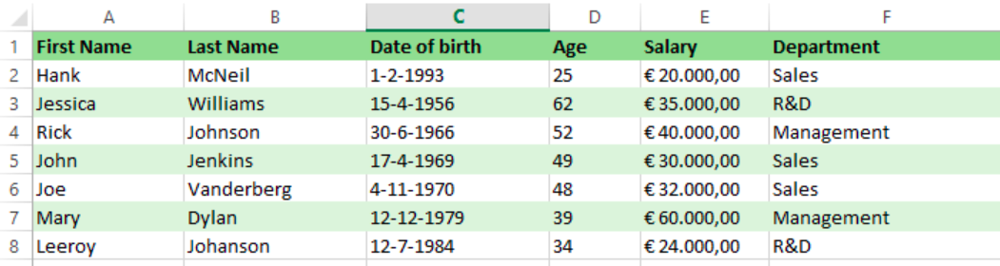 A B C D E F
1 First Name Last Name Date of birth Age Salary Department
2 Hank McNeil 1-2-1993 25 € 20.000,00 Sales
3 Jessica Williams 15-4-1956 62 € 35.000,00 R&D
4 Rick Johnson 30-6-1966 52 € 40.000,00 Management
5 John Jenkins 17-4-1969 49 € 30.000,00 Sales
6 Joe Vanderberg 4-11-1970 48 € 32.000,00 Sales
7 Mary Dylan 12-12-1979 39 € 60.000,00 Management
8 Leeroy Johanson 12-7-1984 34 € 24.000,00 R&D